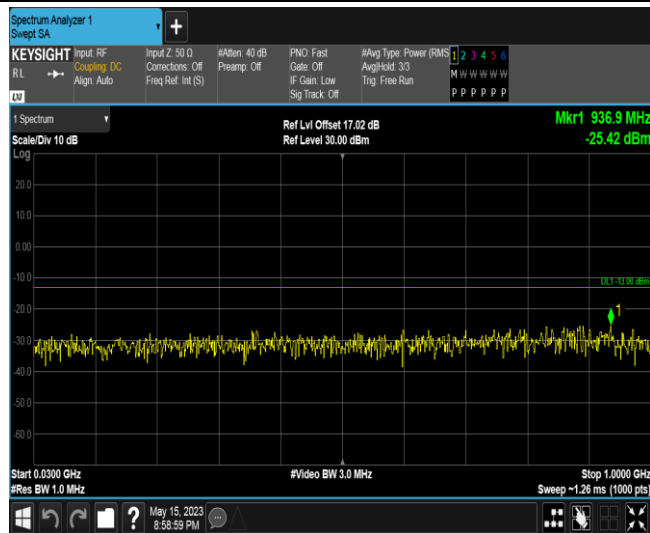 Spectrum Analyzer 1
Swept SA
KEYSIGHT Input: RF Input Z: 50 Ω #Atten: 40 dB PNO: Fast #Avg Type: Power (RMS 1 2 3 4 5 6
RL Coupling: DC Corrections: Off Preamp: Off Gate: Off Avg|Hold: 3/3 M W W W W W
Align: Auto Freq Ref: Int (S) IF Gain: Low Trig: Free Run
Sig Track: Off P P P P P P
1 Spectrum Ref Lvl Offset 17.02 dB Mkr1 936.9 MHz
Scale/Div 10 dB Ref Level 30.00 dBm -25.42 dBm
Log
20.0
10.0
0.00
-10.0
DL1 -13.00 dBm
-20.0
1
-30.0
-40.0
-50.0
-60.0
Start 0.0300 GHz #Video BW 3.0 MHz Stop 1.0000 GHz
#Res BW 1.0 MHz Sweep ~1.26 ms (1000 pts)
? May 15, 2023
8:58:59 PM